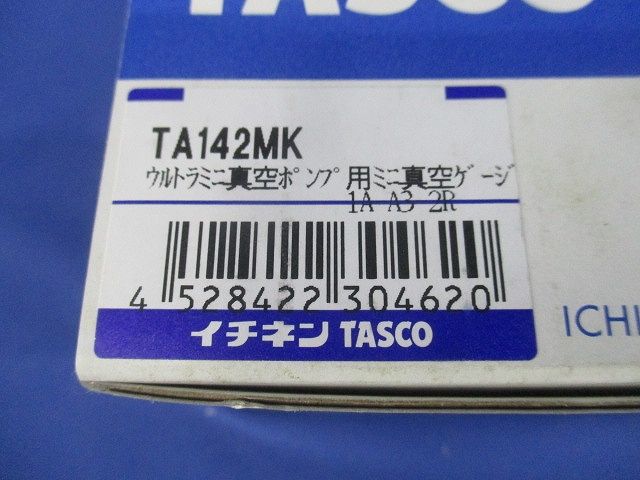 TASCO
TA142MK
ｳﾙﾄﾗﾐﾆ真空ﾎﾟﾝﾌﾟ用ﾐﾆ真空ｹﾞｰｼﾞ
1A A3 2R
4 528422 304620
イチネン TASCO
ICHI